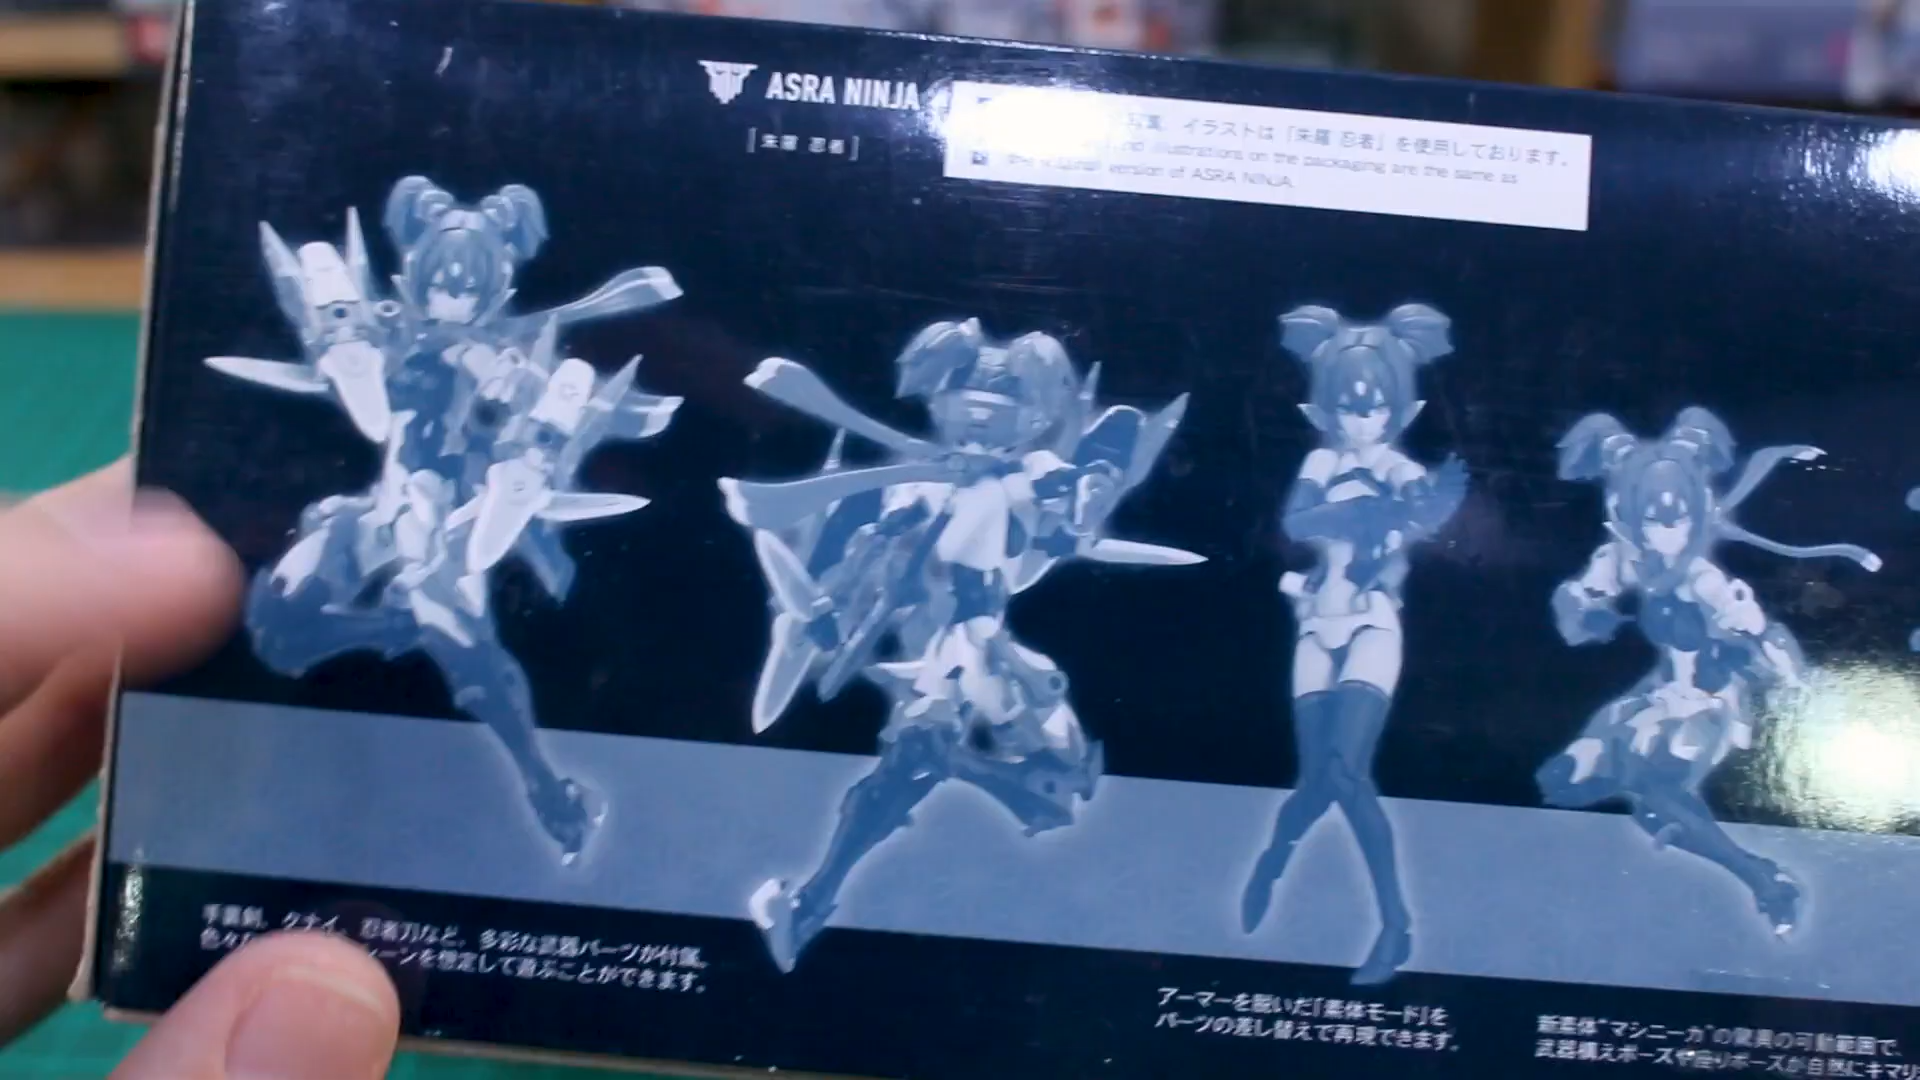 ASRA NINJA
[朱羅 忍者]
写真、イラストは「朱羅 忍者」を使用しております。
illustrations on the packaging are the same as
the original version of ASRA NINJA.
手裏剣、クナイ、忍者刀など、多彩な武器パーツが付属。
色々な ーンを想定して遊ぶことができます。
アーマーを脱いだ「素体モード」を
パーツの差し替えで再現できます。
新素体"マシニーカ"の驚異の可動範囲で、
武器構えポーズや座りポーズが自然にキマリ